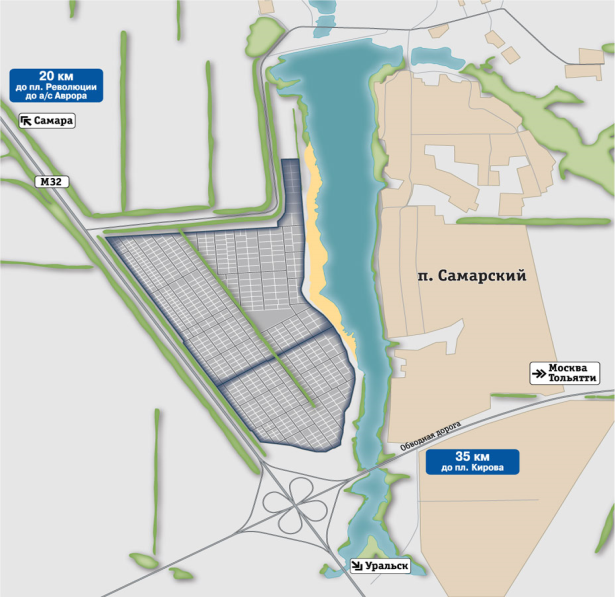 20 км
до пл. Революции
до а/с Аврора
Самара
М32
п. Самарский
Москва
Тольятти
Обводная дорога
35 км
до пл. Кирова
Уральск